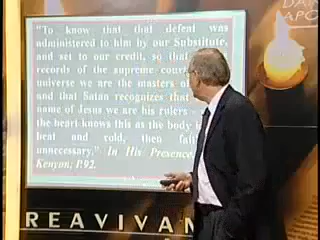 "To know that that defeat was
administered to him by our Substitute,
and set to our credit, so that
records of the supreme
universe we are the masters
and that Satan recognizes that
name of Jesus we are his rulers
the heart knows this as the body
heat and cold, then
unnecessary." In His Presence,
Kenyon, P.92.
REAVIVAM
DAN
APO